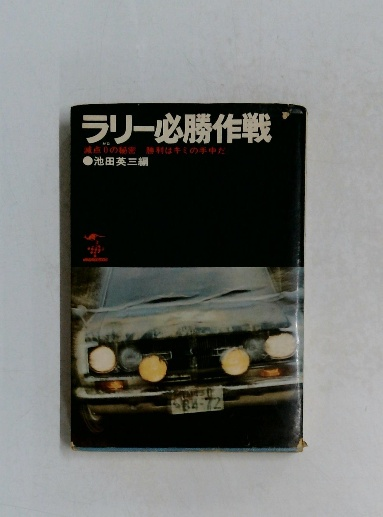 ラリー必勝作戦
減点0の秘密 勝利はキミの手中だ
●池田英三編